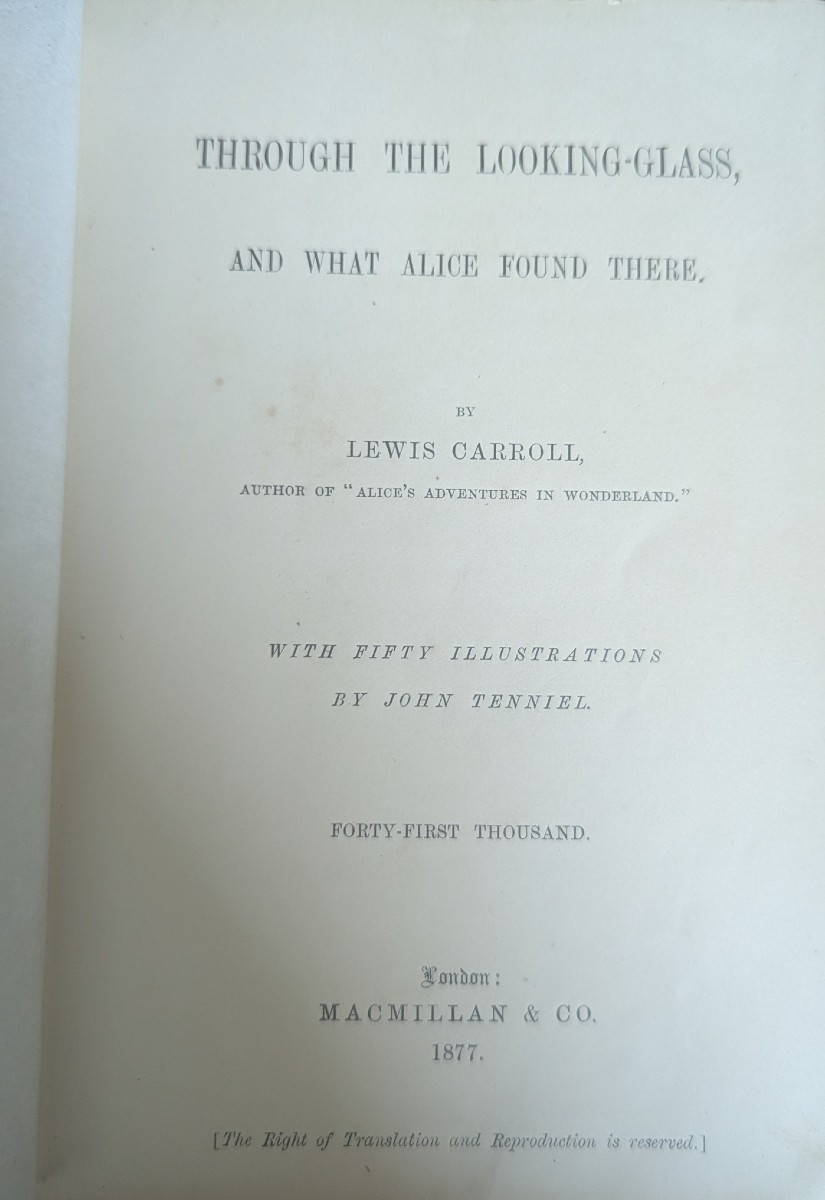 THROUGH THE LOOKING-GLASS,
AND WHAT ALICE FOUND THERE.
BY
LEWIS CARROLL,
AUTHOR OF "ALICE'S ADVENTURES IN WONDERLAND."
WITH FIFTY ILLUSTRATIONS
BY JOHN TENNIEL.
FORTY-FIRST THOUSAND.
London:
MACMILLAN & CO.
1877.
[The Right of Translation and Reproduction is reserved.]